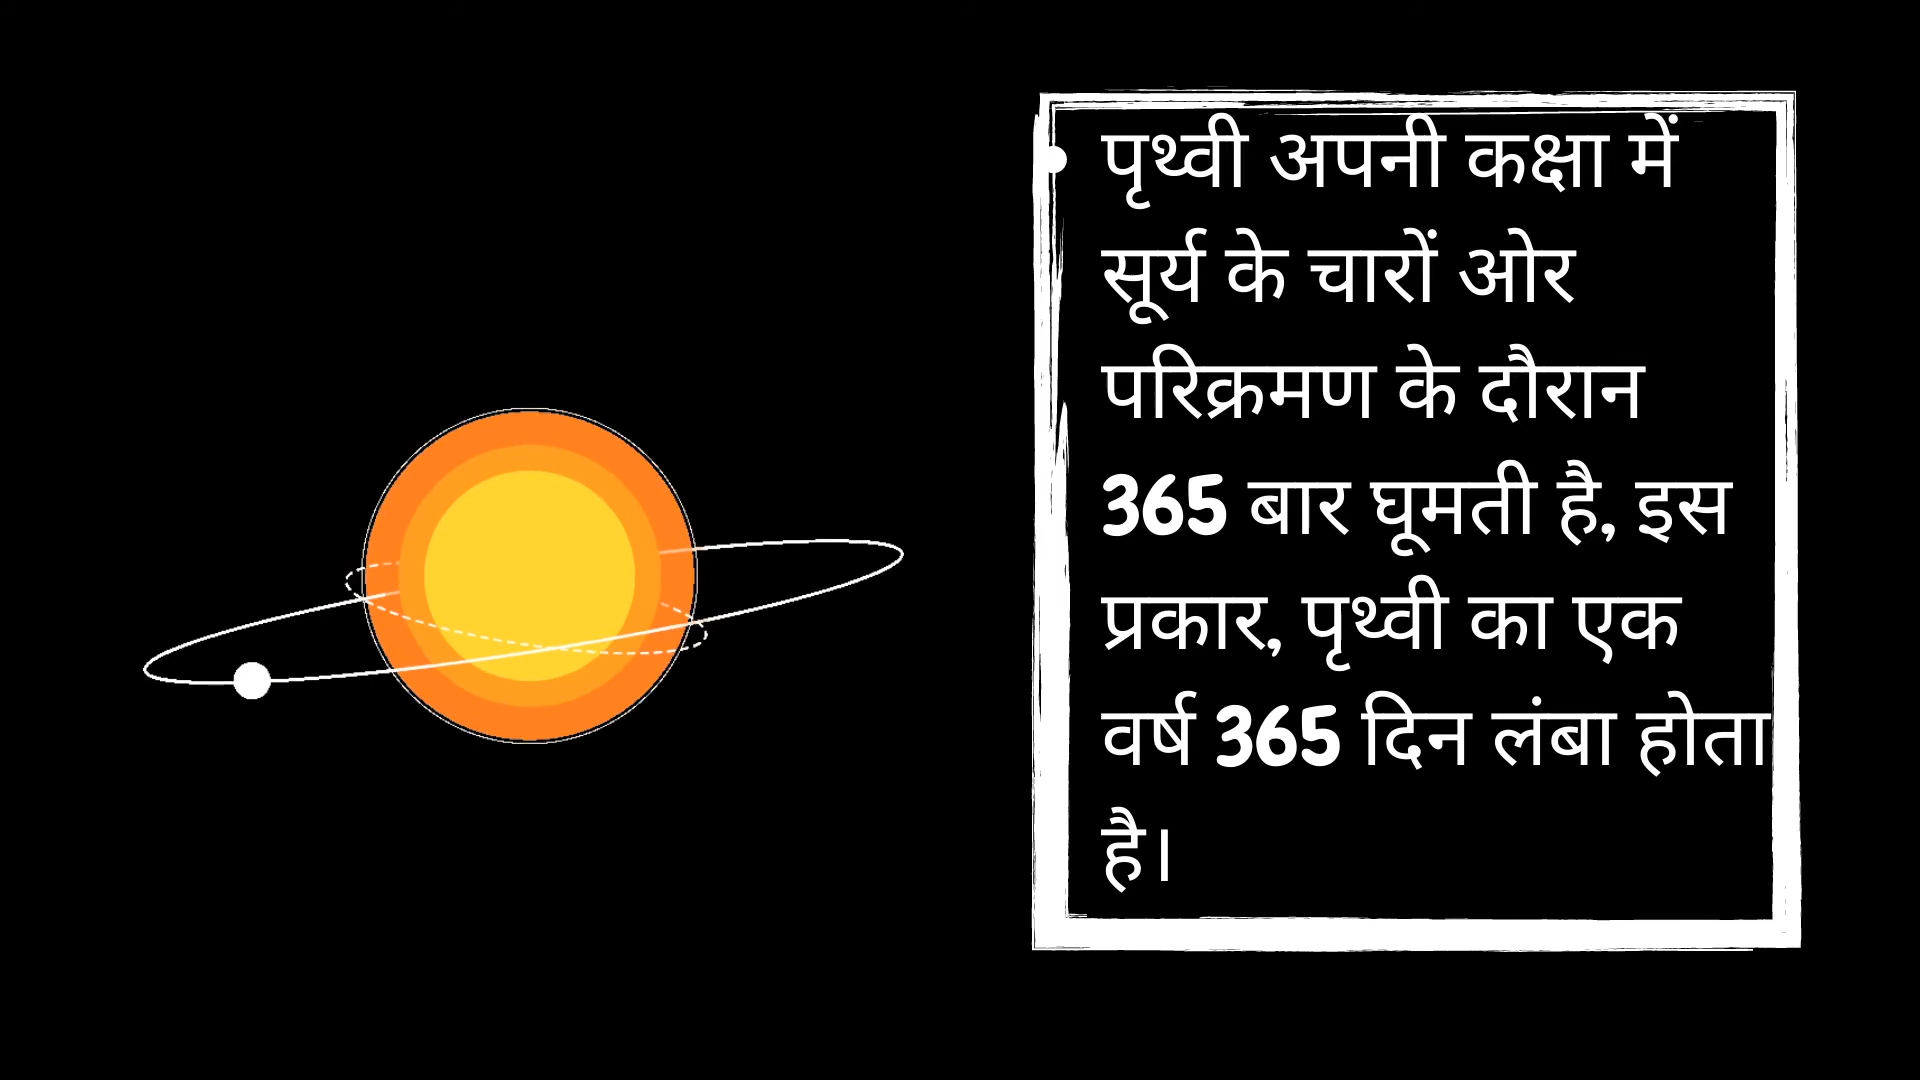 • पृथ्वी अपनी कक्षा में
सूर्य के चारों ओर
परिक्रमण के दौरान
365 बार घूमती है, इस
प्रकार, पृथ्वी का एक
वर्ष 365 दिन लंबा होता
है।